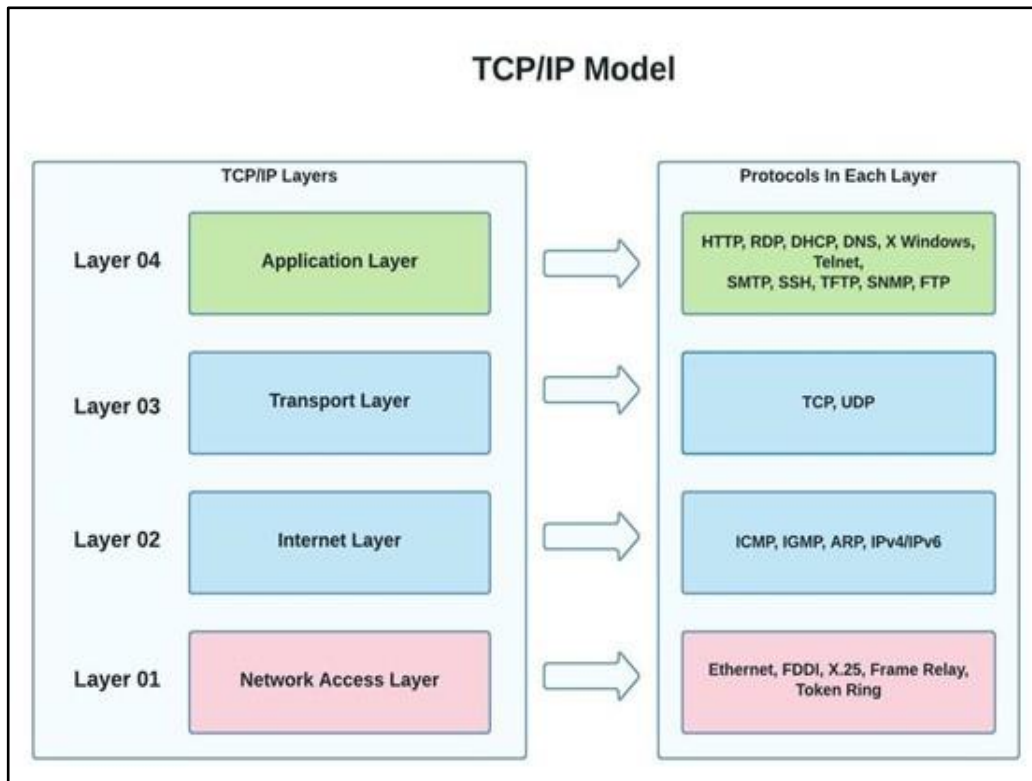 TCP/IP Model
TCP/IP Layers
Protocols In Each Layer
Layer 04
Application Layer
HTTP, RDP, DHCP, DNS, X Windows,
Telnet,
SMTP, SSH, TFTP, SNMP, FTP
Layer 03
Transport Layer
TCP, UDP
Layer 02
Internet Layer
ICMP, IGMP, ARP, IPv4/IPv6
Layer 01
Network Access Layer
Ethernet, FDDI, X.25, Frame Relay,
Token Ring